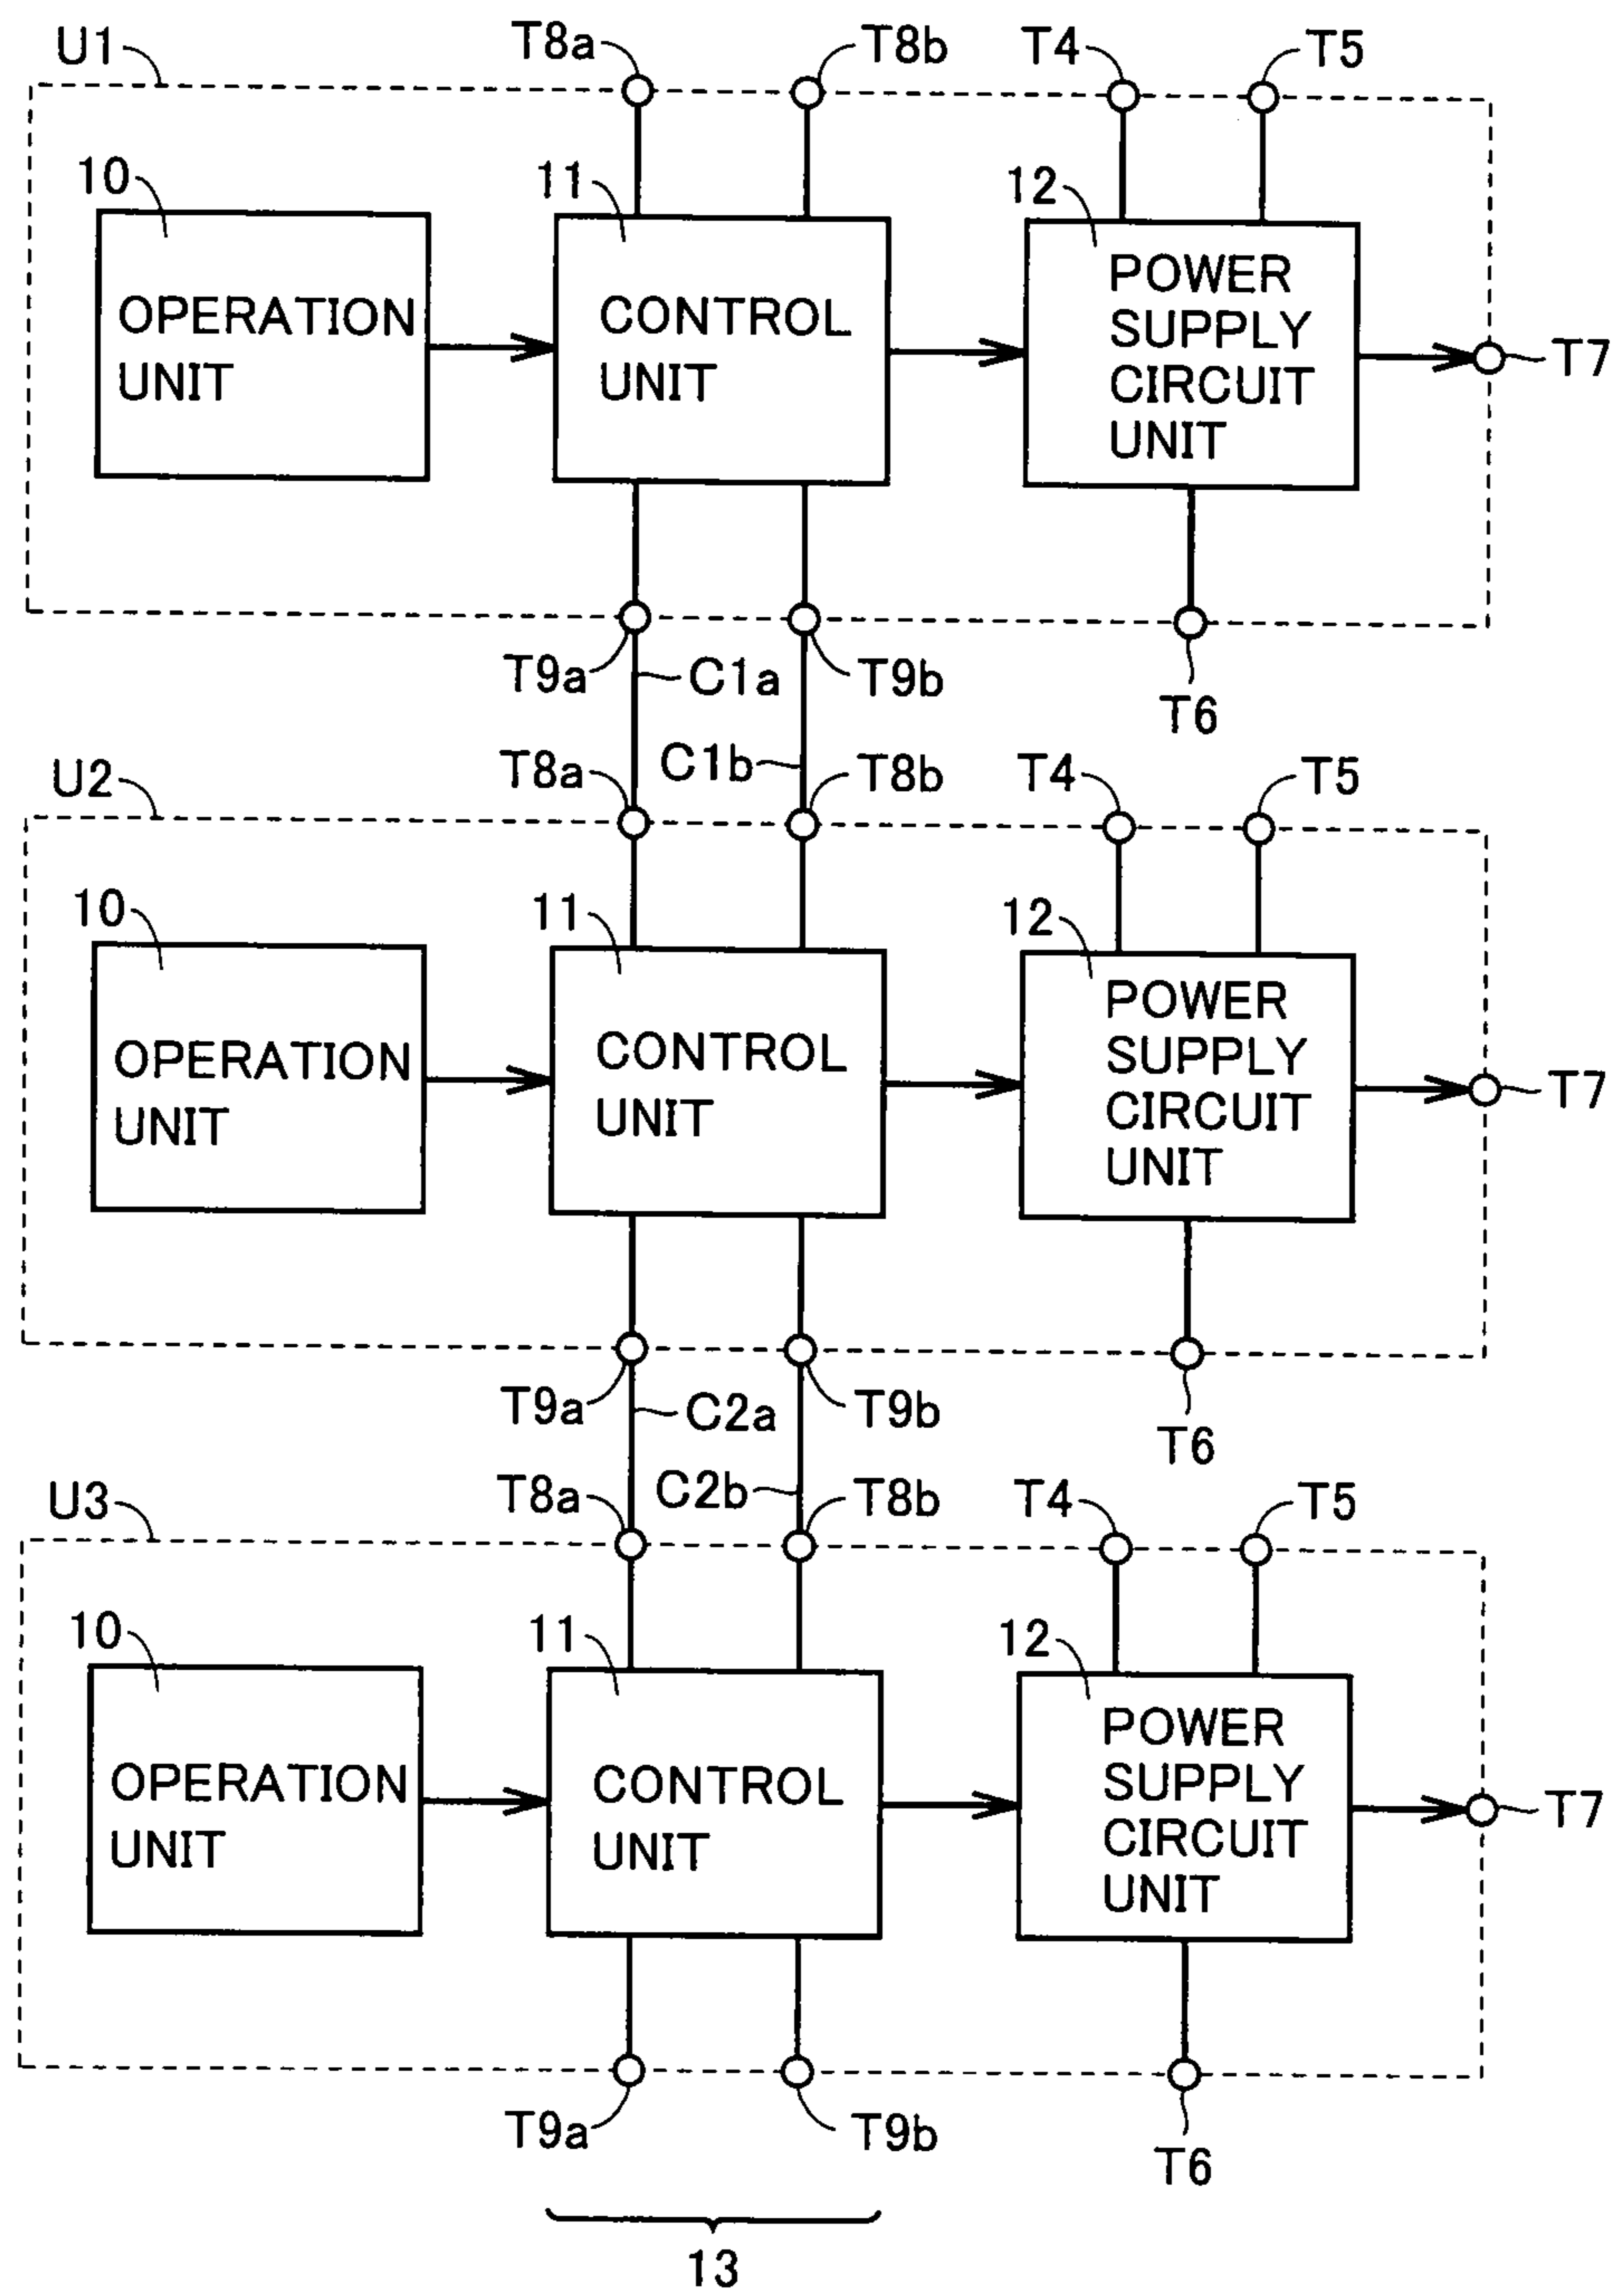 U1
T8a
T8b
T4
T5
10
11
12
OPERATION
UNIT
CONTROL
UNIT
POWER
SUPPLY
CIRCUIT
UNIT
T7
T9a
C1a
T9b
T6
U2
T8a
C1b
T8b
T4
T5
10
11
12
OPERATION
UNIT
CONTROL
UNIT
POWER
SUPPLY
CIRCUIT
UNIT
T7
T9a
C2a
T9b
T6
U3
T8a
C2b
T8b
T4
T5
10
11
12
OPERATION
UNIT
CONTROL
UNIT
POWER
SUPPLY
CIRCUIT
UNIT
T7
T9a
T9b
T6
13